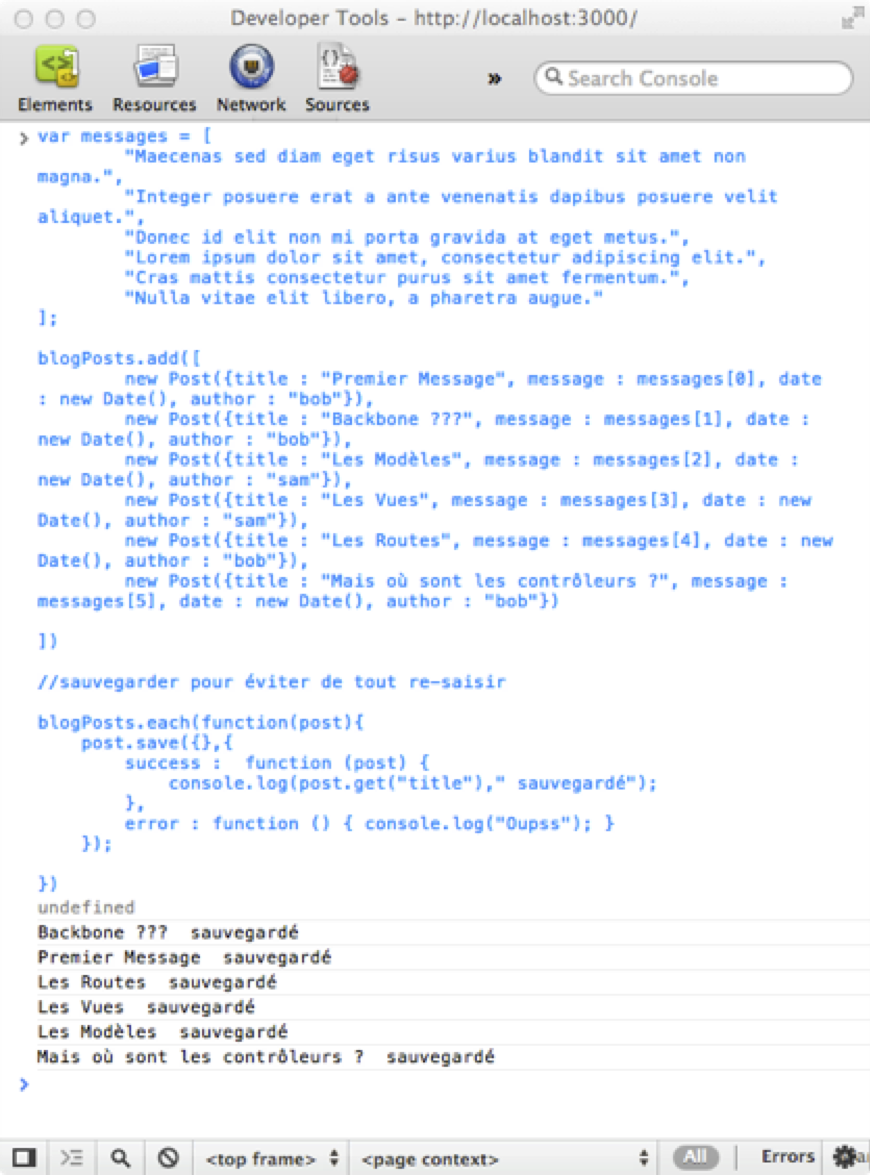 Developer Tools - http://localhost:3000/
Elements Resources Network Sources » Search Console
> var messages = [
"Maecenas sed diam eget risus varius blandit sit amet non
magna.",
"Integer posuere erat a ante venenatis dapibus posuere velit
aliquet.",
"Donec id elit non mi porta gravida at eget metus.",
"Lorem ipsum dolor sit amet, consectetur adipiscing elit.",
"Cras mattis consectetur purus sit amet fermentum.",
"Nulla vitae elit libero, a pharetra augue."
];
blogPosts.add([
new Post({title : "Premier Message", message : messages[0], date
: new Date(), author : "bob"}),
new Post({title : "Backbone ???", message : messages[1], date :
new Date(), author : "bob"}),
new Post({title : "Les Modèles", message : messages[2], date :
new Date(), author : "sam"}),
new Post({title : "Les Vues", message : messages[3], date : new
Date(), author : "sam"}),
new Post({title : "Les Routes", message : messages[4], date : new
Date(), author : "bob"}),
new Post({title : "Mais où sont les contrôleurs ?", message :
messages[5], date : new Date(), author : "bob"})
])
//sauvegarder pour éviter de tout re-saisir
blogPosts.each(function(post){
post.save({},{
success :  function (post) {
console.log(post.get("title")," sauvegardé");
},
error : function () { console.log("Oupss"); }
});
})
undefined
Backbone ???  sauvegardé
Premier Message  sauvegardé
Les Routes  sauvegardé
Les Vues  sauvegardé
Les Modèles  sauvegardé
Mais où sont les contrôleurs ?  sauvegardé
>
<top frame> <page context> All Errors